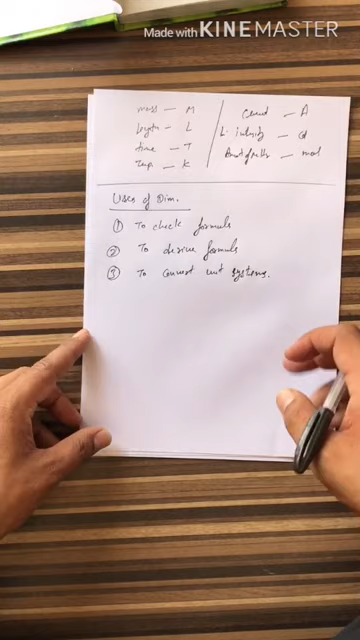 Made with KINEMASTER
mass — M
length — L
time — T
Temp — K
Current — A
L. intensity — Cd
Amt of matter — mol
Uses of Dim.
① To check formula
② To derive formula
③ To convert unit systems.